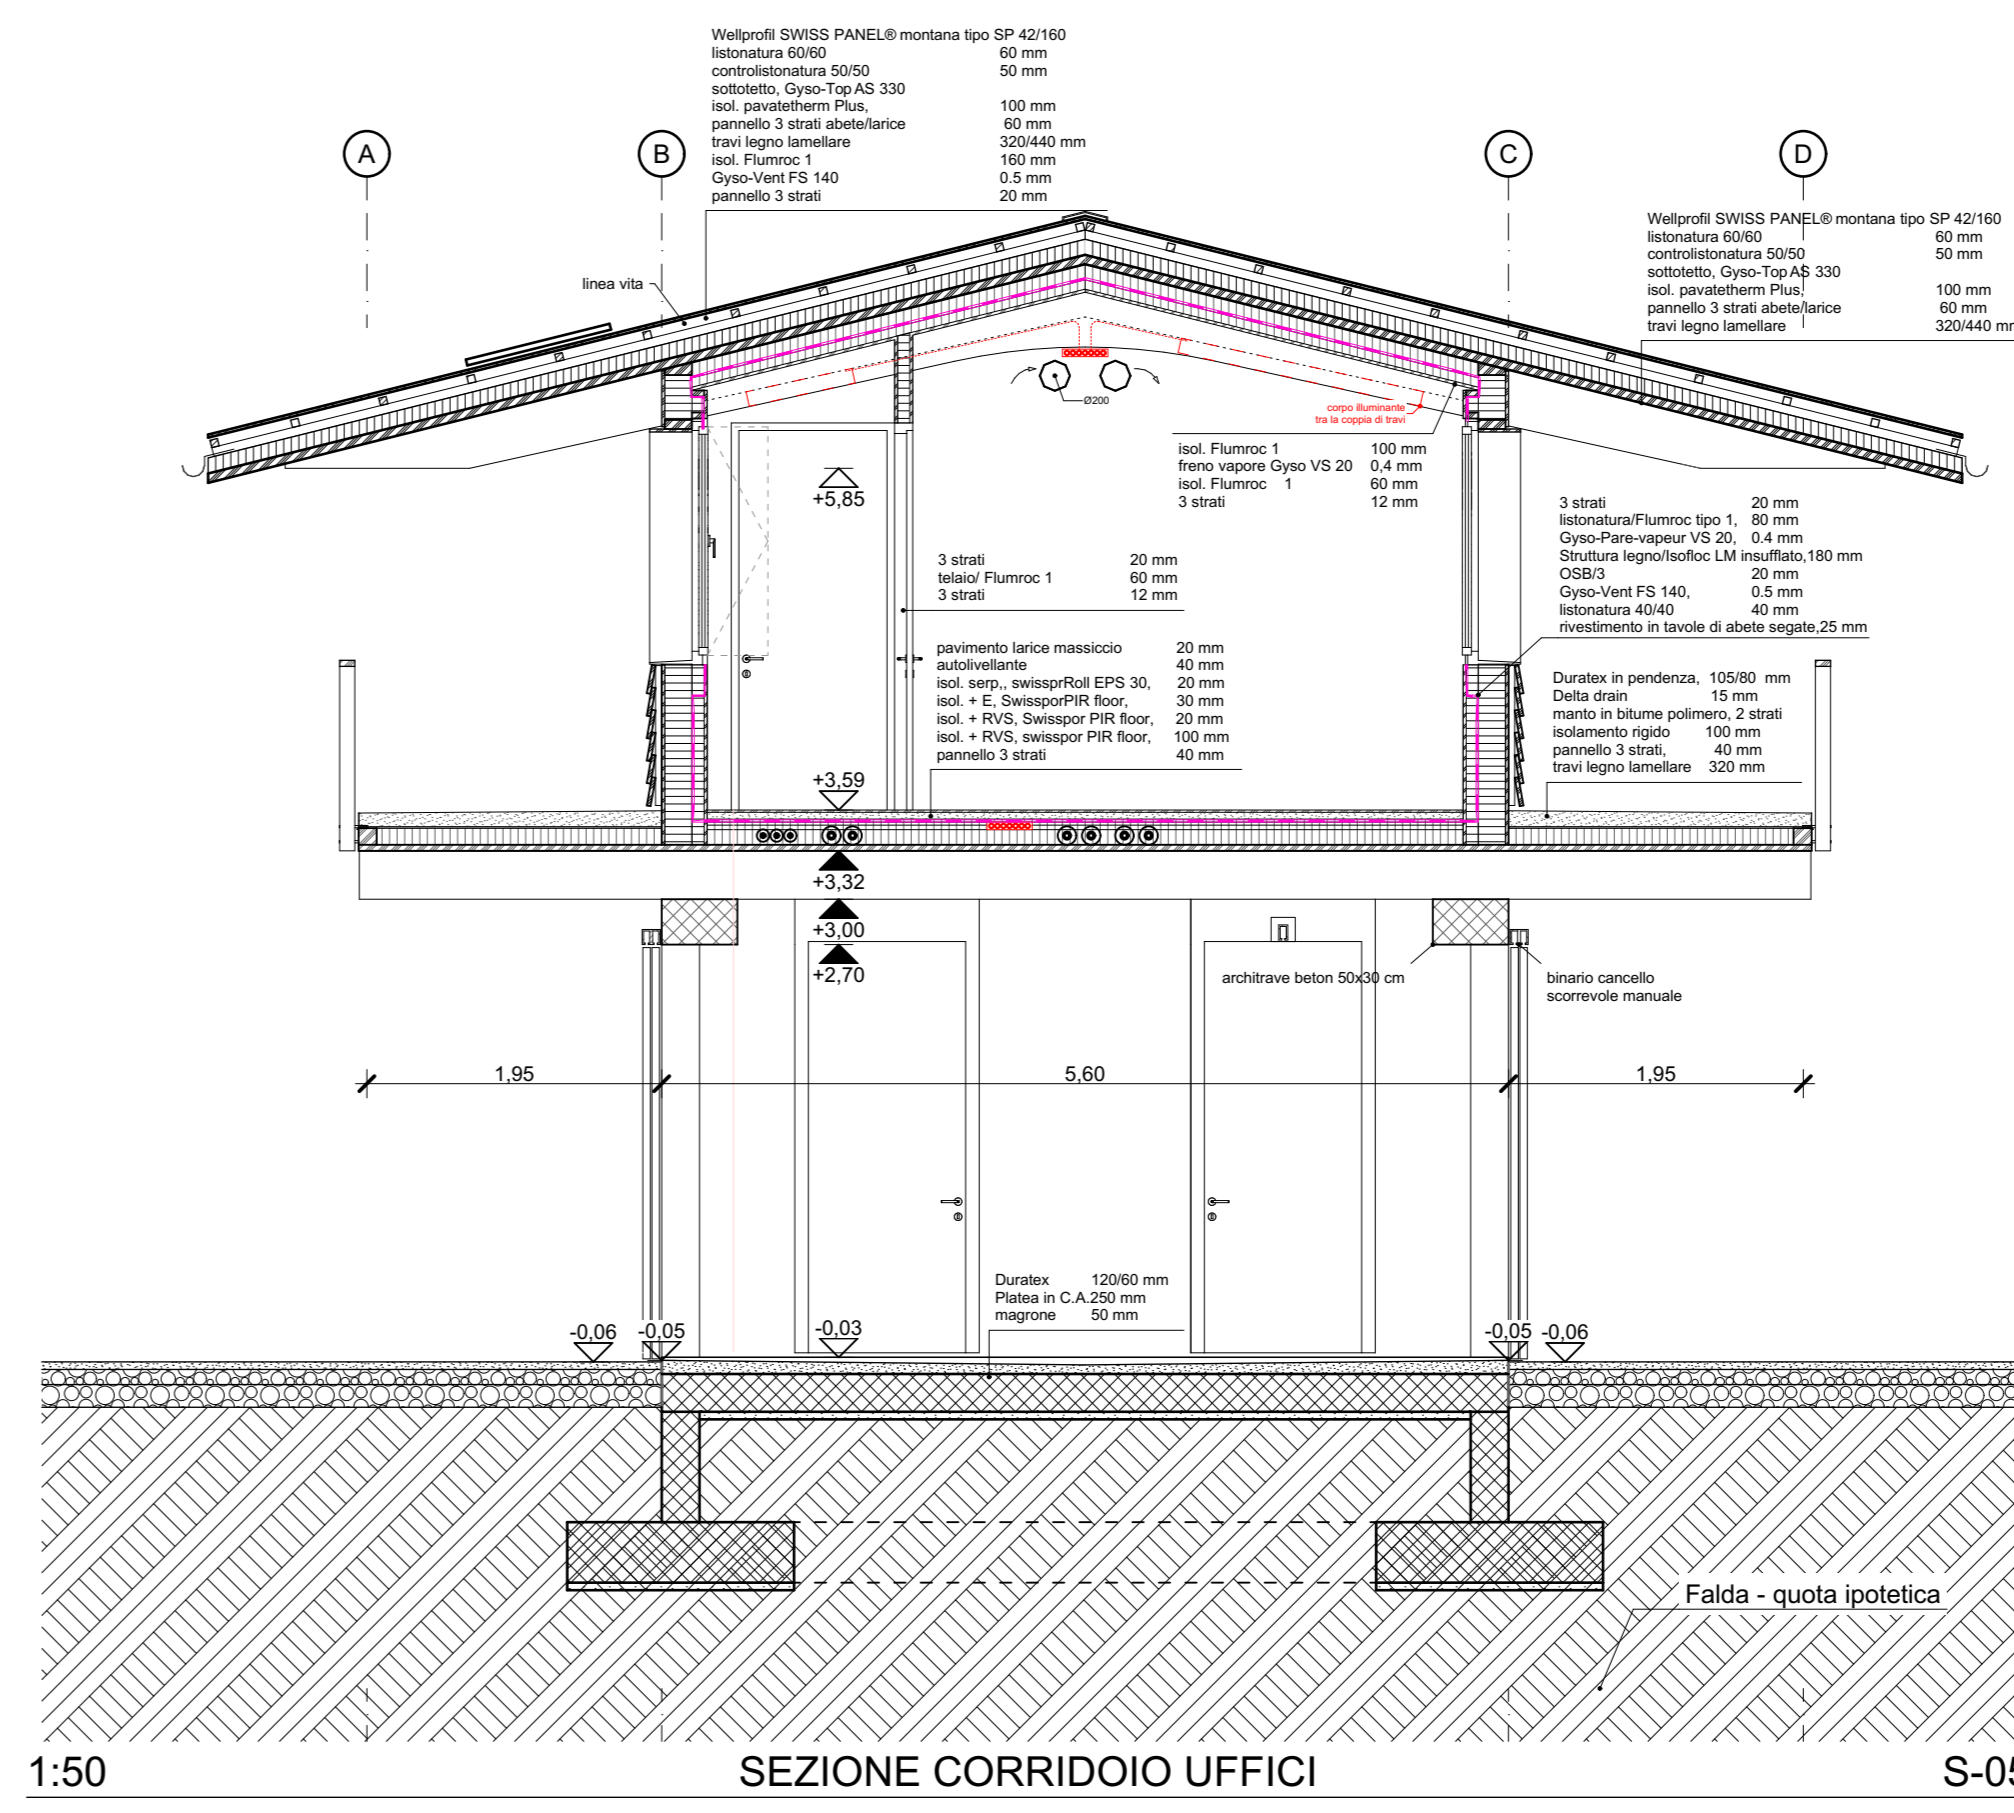 Wellprofil SWISS PANEL® montana tipo SP 42/160
listonatura 60/60 60 mm
controlistonatura 50/50 50 mm
sottotetto, Gyso-Top AS 330
isol. pavatetherm Plus, 100 mm
pannello 3 strati abete/larice 60 mm
travi legno lamellare 320/440 mm
isol. Flumroc 1 160 mm
Gyso-Vent FS 140 0.5 mm
pannello 3 strati 20 mm
A
B
C
D
Wellprofil SWISS PANEL® montana tipo SP 42/160
listonatura 60/60 60 mm
controlistonatura 50/50 50 mm
sottotetto, Gyso-Top AS 330
isol. pavatetherm Plus, 100 mm
pannello 3 strati abete/larice 60 mm
travi legno lamellare 320/440 mm
linea vita
Ø200
corpo illuminante
tra la coppia di travi
isol. Flumroc 1 100 mm
freno vapore Gyso VS 20 0,4 mm
isol. Flumroc 1 60 mm
3 strati 12 mm
+5,85
3 strati 20 mm
listonatura/Flumroc tipo 1, 80 mm
Gyso-Pare-vapeur VS 20, 0.4 mm
Struttura legno/Isofloc LM insufflato,180 mm
OSB/3 20 mm
Gyso-Vent FS 140, 0.5 mm
listonatura 40/40 40 mm
rivestimento in tavole di abete segate,25 mm
3 strati 20 mm
telaio/ Flumroc 1 60 mm
3 strati 12 mm
pavimento larice massiccio 20 mm
autolivellante 40 mm
isol. serp,, swissprRoll EPS 30, 20 mm
isol. + E, SwissporPIR floor, 30 mm
isol. + RVS, Swisspor PIR floor, 20 mm
isol. + RVS, swisspor PIR floor, 100 mm
pannello 3 strati 40 mm
Duratex in pendenza, 105/80 mm
Delta drain 15 mm
manto in bitume polimero, 2 strati
isolamento rigido 100 mm
pannello 3 strati, 40 mm
travi legno lamellare 320 mm
+3,59
+3,32
+3,00
+2,70
architrave beton 50x30 cm
binario cancello
scorrevole manuale
1,95
5,60
1,95
Duratex 120/60 mm
Platea in C.A.250 mm
magrone 50 mm
-0,06
-0,05
-0,03
-0,05
-0,06
Falda - quota ipotetica
1:50
SEZIONE CORRIDOIO UFFICI
S-05